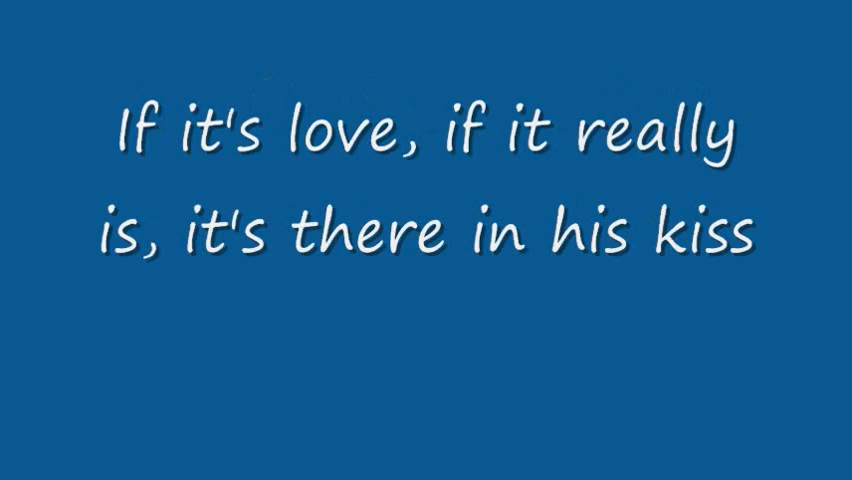 If it's love, if it really
is, it's there in his kiss